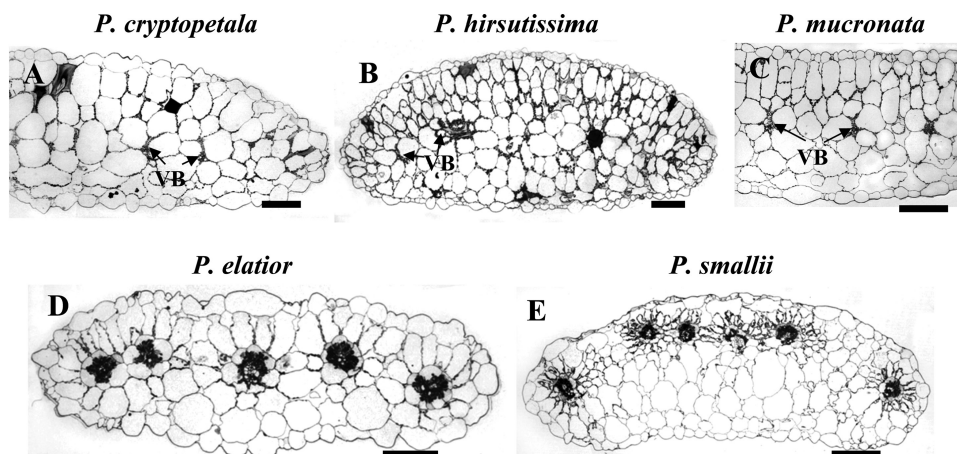 P. cryptopetala P. hirsutissima P. mucronata
A B C
VB VB VB
P. elatior P. smallii
D E